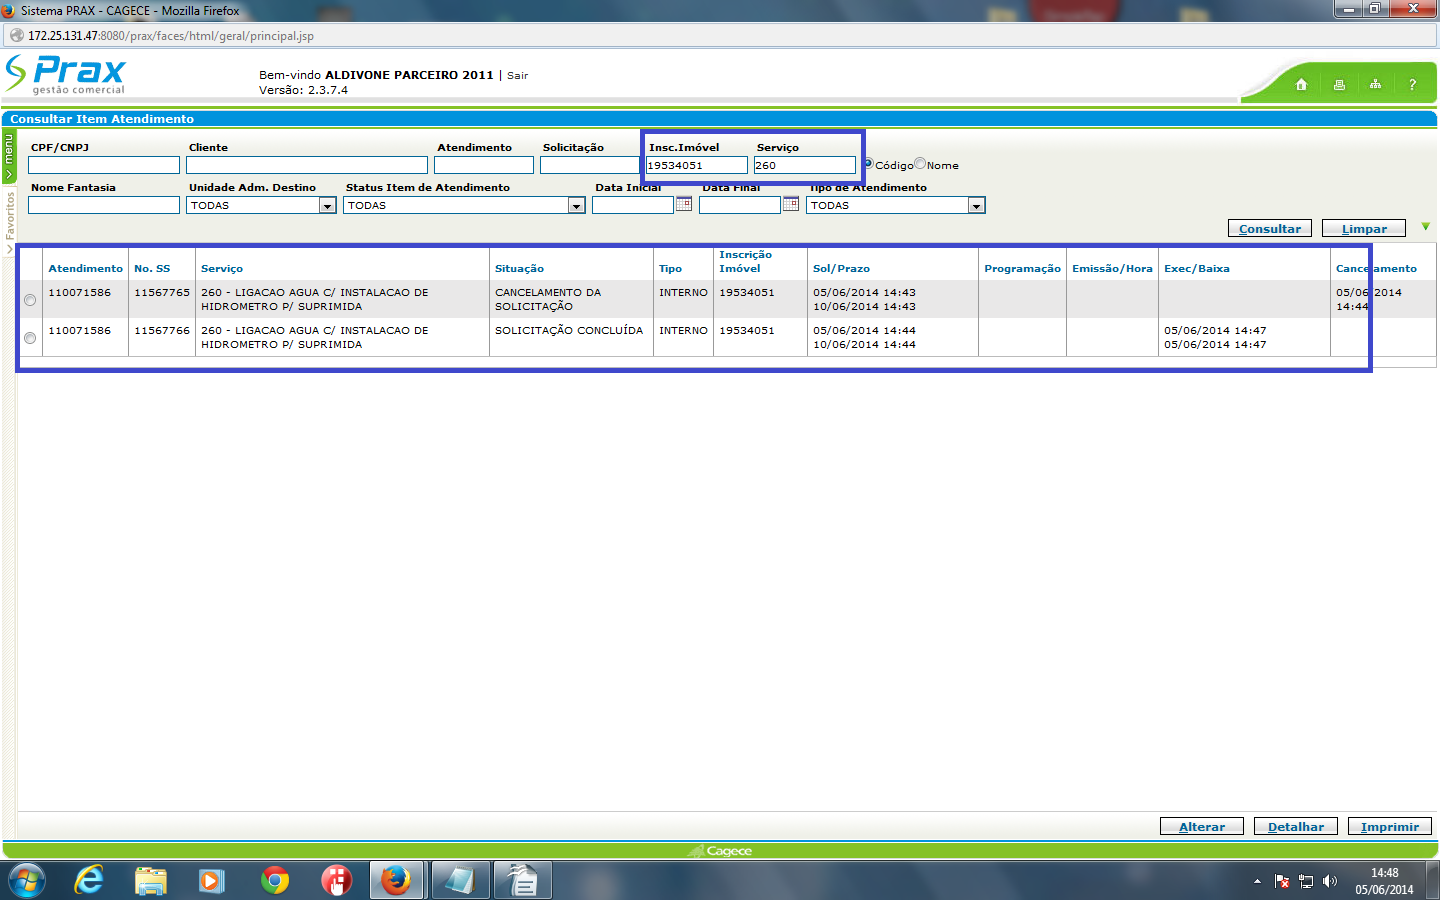 Sistema PRAX - CAGECE - Mozilla Firefox
172.25.131.47:8080/prax/faces/html/geral/principal.jsp
Prax
gestão comercial
Bem-vindo ALDIVONE PARCEIRO 2011 | Sair
Versão: 2.3.7.4
?
Consultar Item Atendimento
menu
Favoritos
CPF/CNPJ Cliente Atendimento Solicitação Insc.Imóvel Serviço
19534051 260 Código Nome
Nome Fantasia Unidade Adm. Destino Status Item de Atendimento Data Inicial Data Final Tipo de Atendimento
TODAS TODAS TODAS
Consultar Limpar
Atendimento No. SS Serviço Situação Tipo Inscrição Imóvel Sol/Prazo Programação Emissão/Hora Exec/Baixa Cancelamento
110071586 11567765 260 - LIGACAO AGUA C/ INSTALACAO DE CANCELAMENTO DA INTERNO 19534051 05/06/2014 14:43 05/06/2014
HIDROMETRO P/ SUPRIMIDA SOLICITAÇÃO 10/06/2014 14:43 14:44
110071586 11567766 260 - LIGACAO AGUA C/ INSTALACAO DE SOLICITAÇÃO CONCLUÍDA INTERNO 19534051 05/06/2014 14:44 05/06/2014 14:47
HIDROMETRO P/ SUPRIMIDA 10/06/2014 14:44 05/06/2014 14:47
Alterar Detalhar Imprimir
Cagece
14:48
05/06/2014